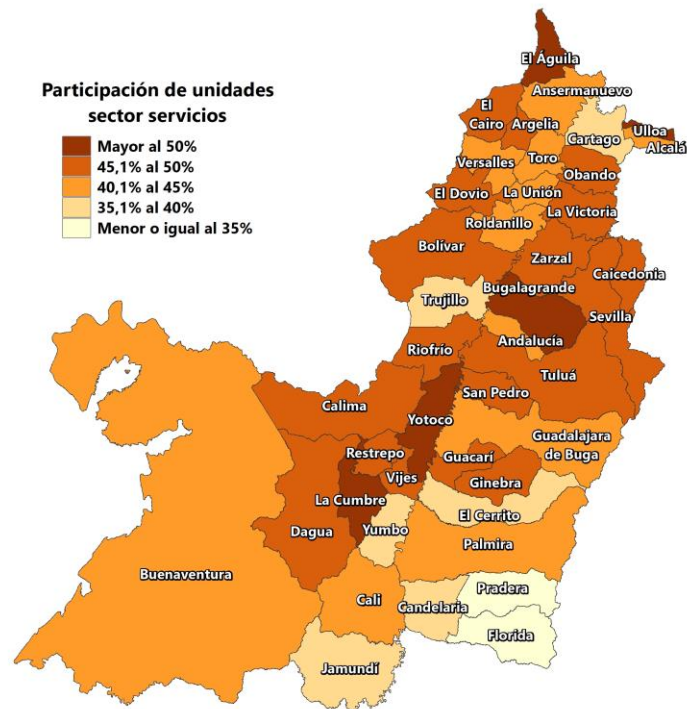 Participación de unidades
sector servicios
Mayor al 50%
45,1% al 50%
40,1% al 45%
35,1% al 40%
Menor o igual al 35%
El Águila
Ansermanuevo
El
Cairo
Argelia
Cartago
Ulloa
Alcalá
Versalles
Toro
Obando
El Dovio
La Unión
La Victoria
Roldanillo
Bolívar
Zarzal
Caicedonia
Trujillo
Bugalagrande
Sevilla
Andalucía
Riofrío
Tuluá
San Pedro
Calima
Yotoco
Guadalajara
de Buga
Restrepo
Guacarí
Vijes
Ginebra
La Cumbre
El Cerrito
Dagua
Yumbo
Palmira
Buenaventura
Cali
Candelaria
Pradera
Florida
Jamundí